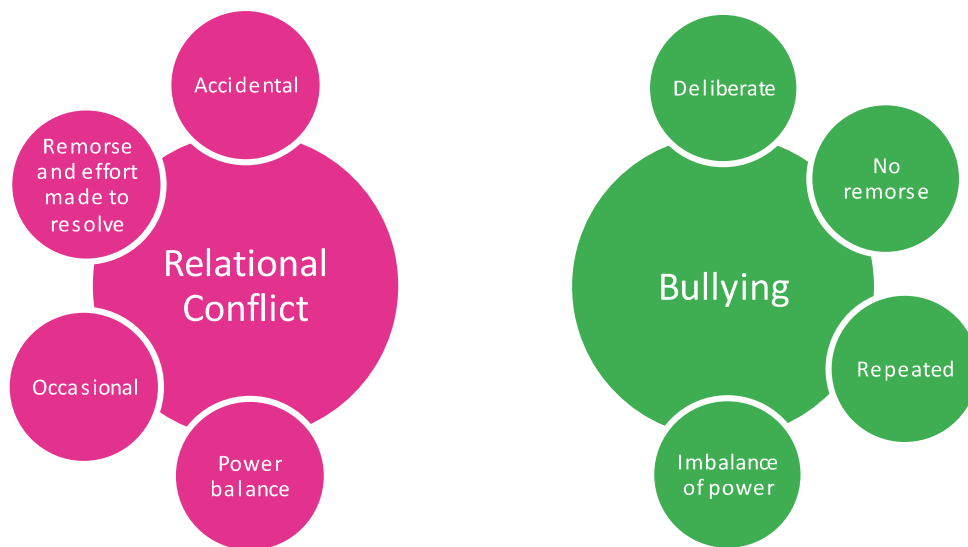 Accidental
Remorse
and effort
made to
resolve
Relational
Conflict
Occasional
Power
balance
Deliberate
No
remorse
Bullying
Repeated
Imbalance
of power